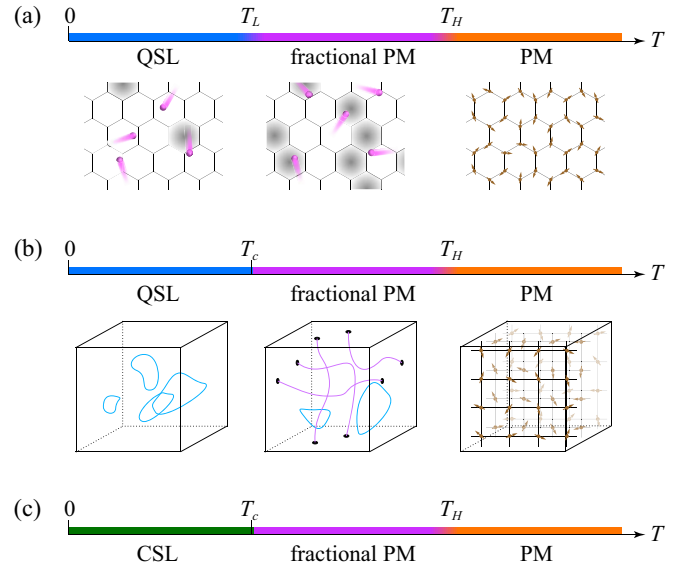 (a)
0 T_L T_H
T
QSL fractional PM PM
(b)
0 T_c T_H
T
QSL fractional PM PM
(c)
0 T_c T_H
T
CSL fractional PM PM